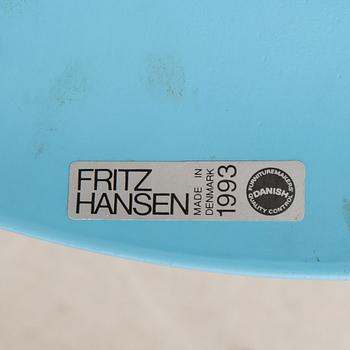 FRITZ
HANSEN
MADE IN
DENMARK
1993
FURNITUREMAKERS'
DANISH
QUALITY CONTROL